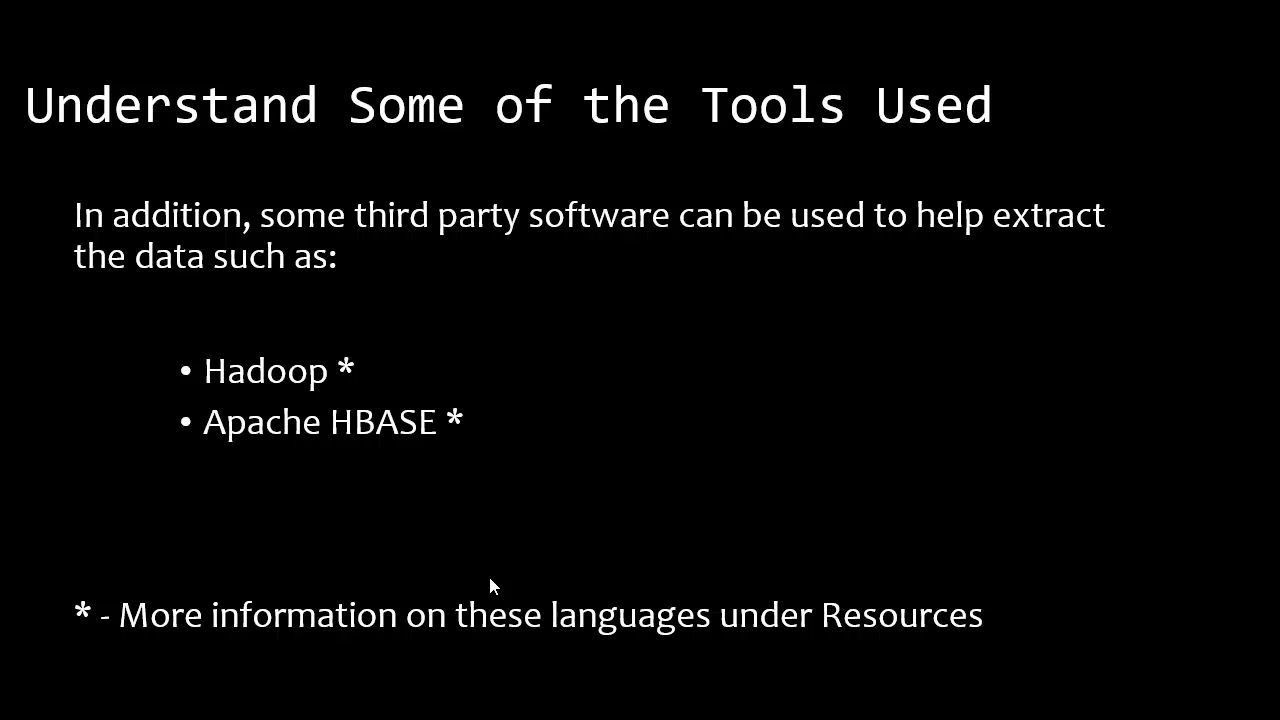 Understand Some of the Tools Used
In addition, some third party software can be used to help extract
the data such as:
• Hadoop *
• Apache HBASE *
* - More information on these languages under Resources